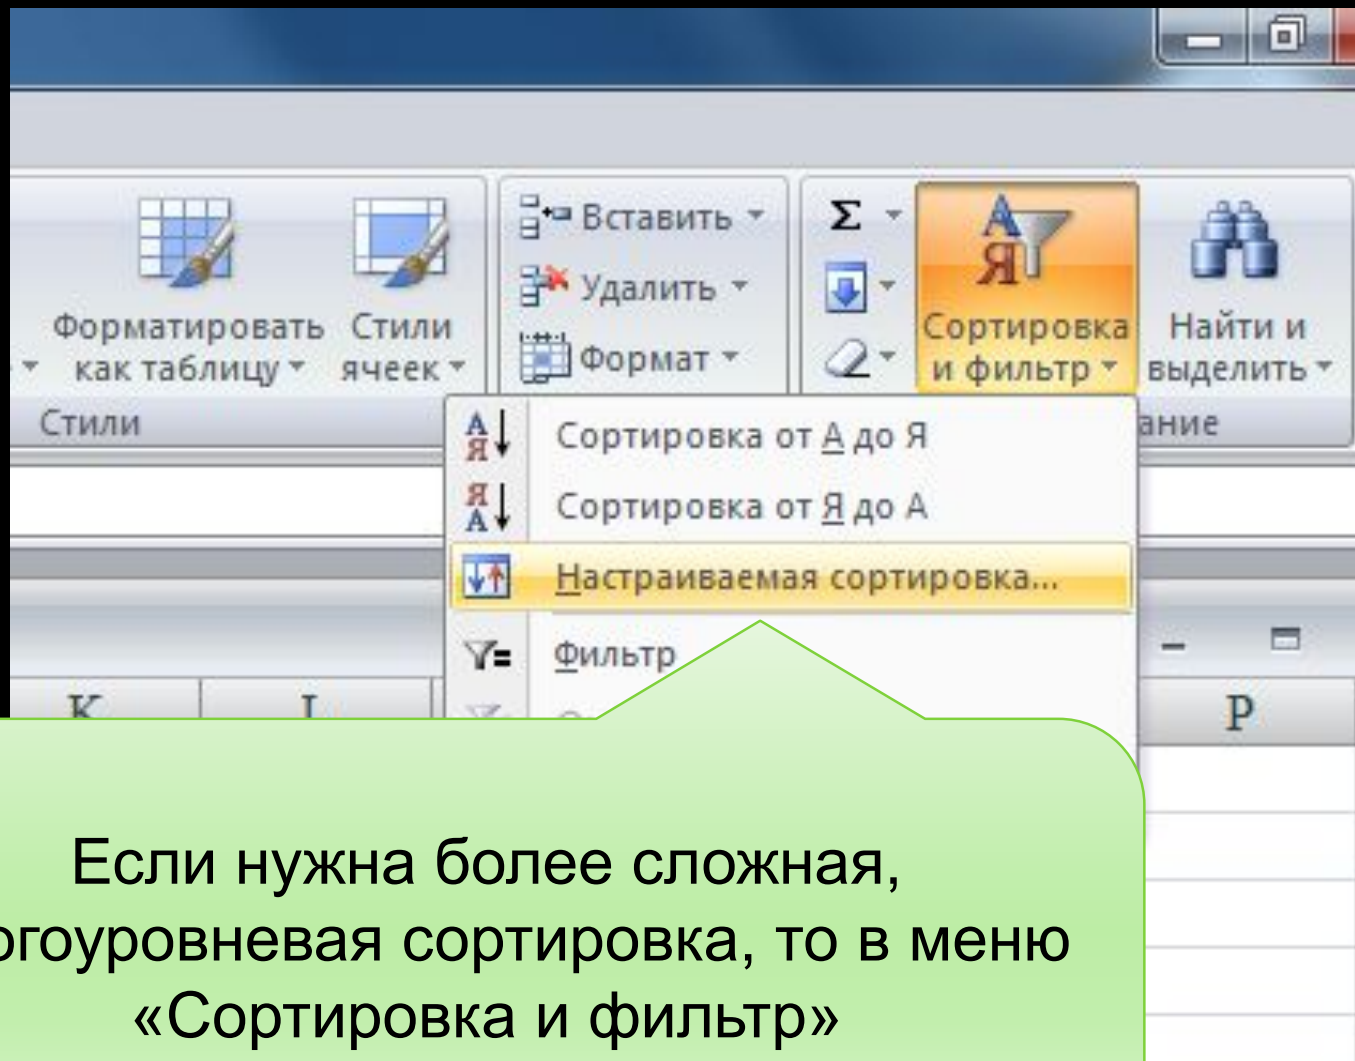 Вставить
Удалить
Формат
Σ
Форматировать
как таблицу
Стили
ячеек
Сортировка
и фильтр
Найти и
выделить
Стили
ание
Сортировка от А до Я
Сортировка от Я до А
Настраиваемая сортировка...
Фильтр
K
P
Если нужна более сложная,
огоуровневая сортировка, то в меню
«Сортировка и фильтр»